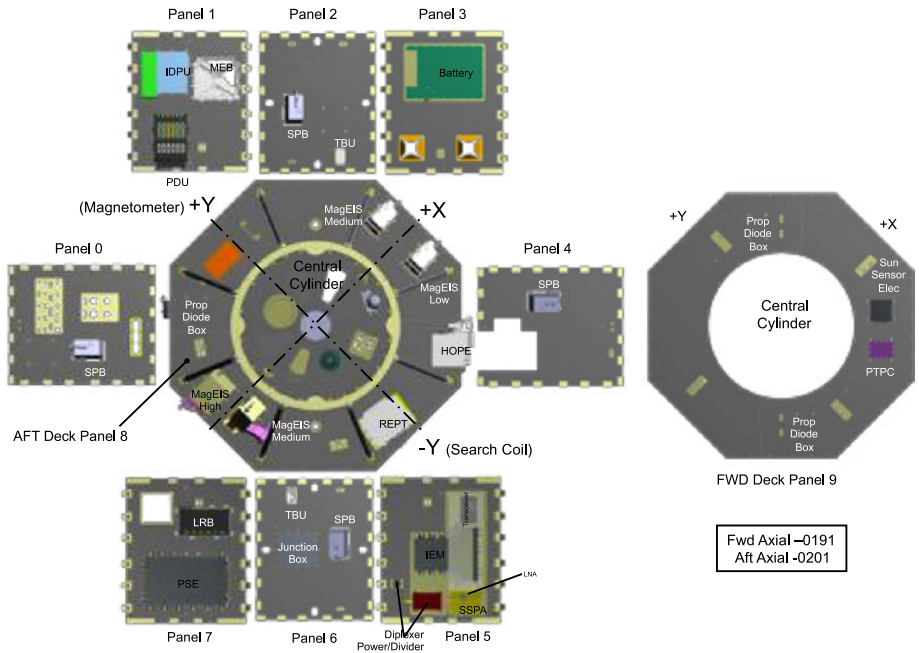 Panel 1
Panel 2
Panel 3
IDPU
MEB
PDU
SPB
TBU
Battery
(Magnetometer) +Y
+X
MagEIS
Medium
MagEIS
Low
Central
Cylinder
Prop
Diode
Box
HOPE
MagEIS
High
MagEIS
Medium
REPT
-Y (Search Coil)
AFT Deck Panel 8
Panel 0
SPB
Panel 4
SPB
+Y
+X
Prop
Diode
Box
Sun
Sensor
Elec
Central
Cylinder
PTPC
Prop
Diode
Box
FWD Deck Panel 9
Fwd Axial –0191
Aft Axial -0201
LRB
PSE
Panel 7
TBU
SPB
Junction
Box
Panel 6
Transceiver
IEM
LNA
SSPA
Diplexer
Power/Divider
Panel 5